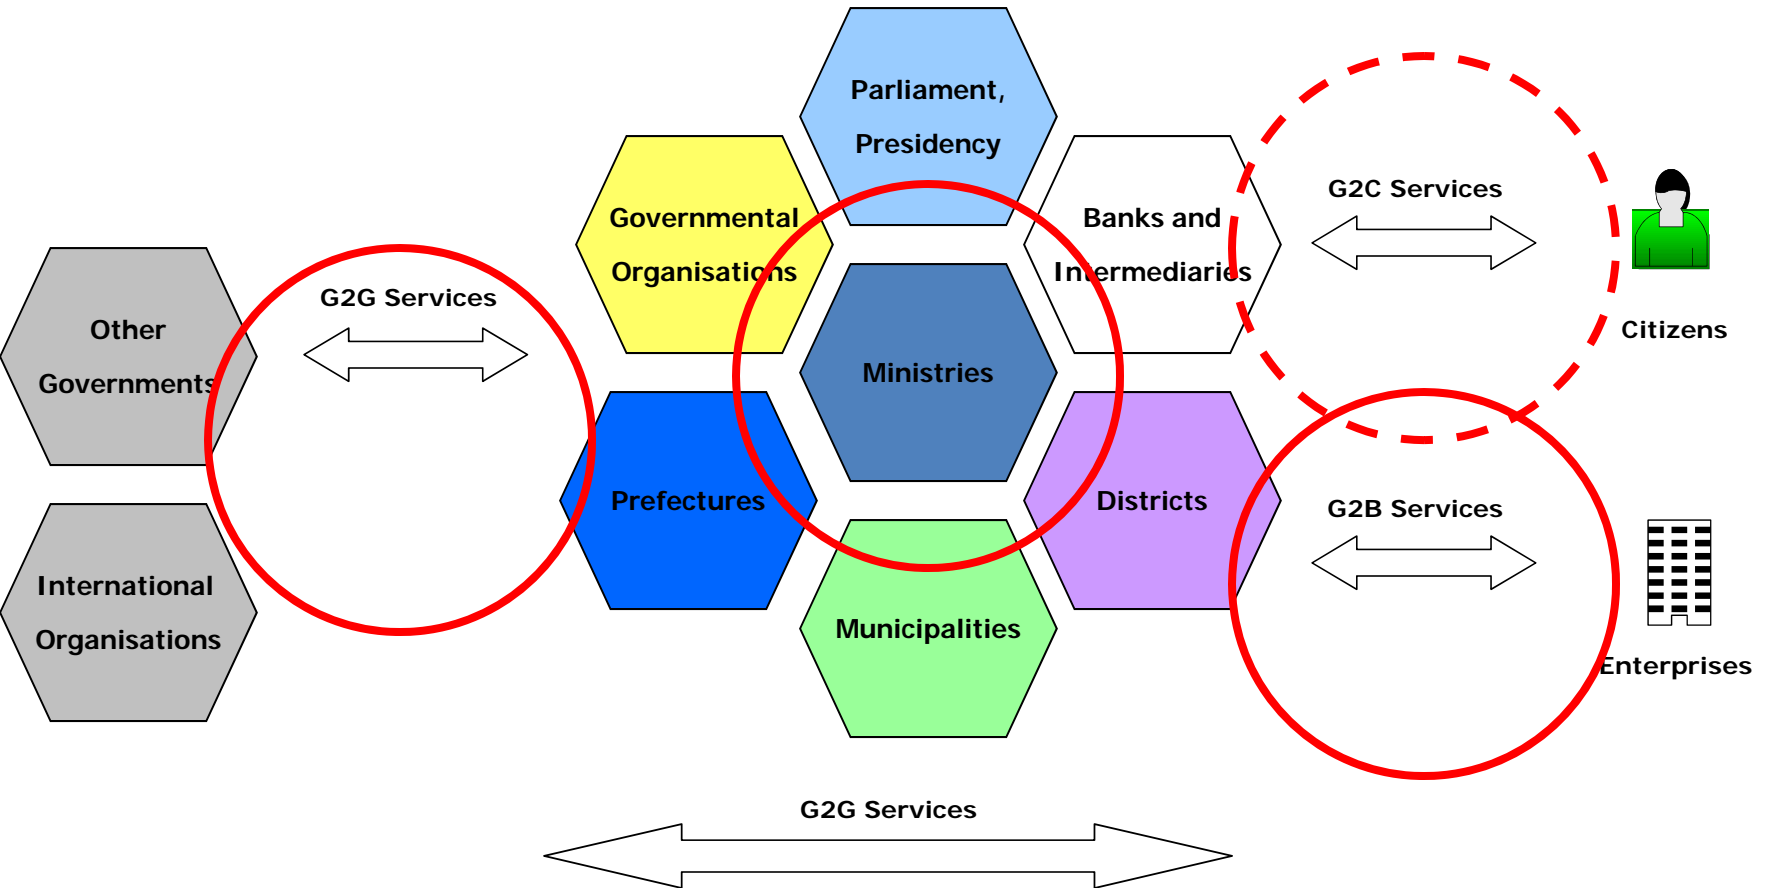 Parliament,
Presidency
Governmental
Organisations
Banks and
Intermediaries
G2C Services
Citizens
Other
Governments
G2G Services
Ministries
Prefectures
Districts
G2B Services
International
Organisations
Municipalities
Enterprises
G2G Services